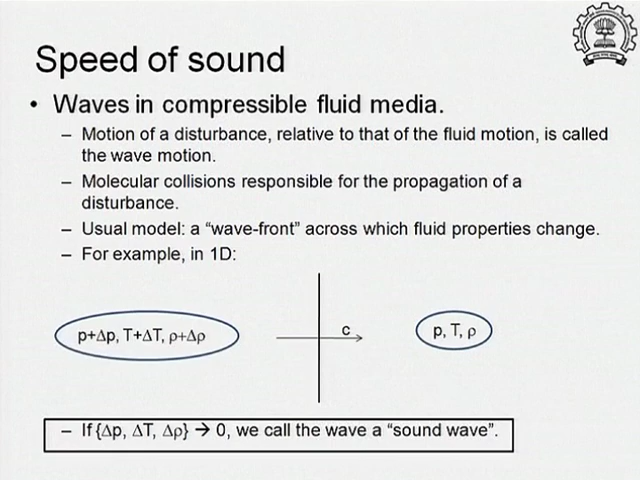 Speed of sound
• Waves in compressible fluid media.
– Motion of a disturbance, relative to that of the fluid motion, is called
the wave motion.
– Molecular collisions responsible for the propagation of a
disturbance.
– Usual model: a “wave-front” across which fluid properties change.
– For example, in 1D:
p+Δp, T+ΔT, ρ+Δρ
c
p, T, ρ
– If {Δp, ΔT, Δρ} → 0, we call the wave a “sound wave”.